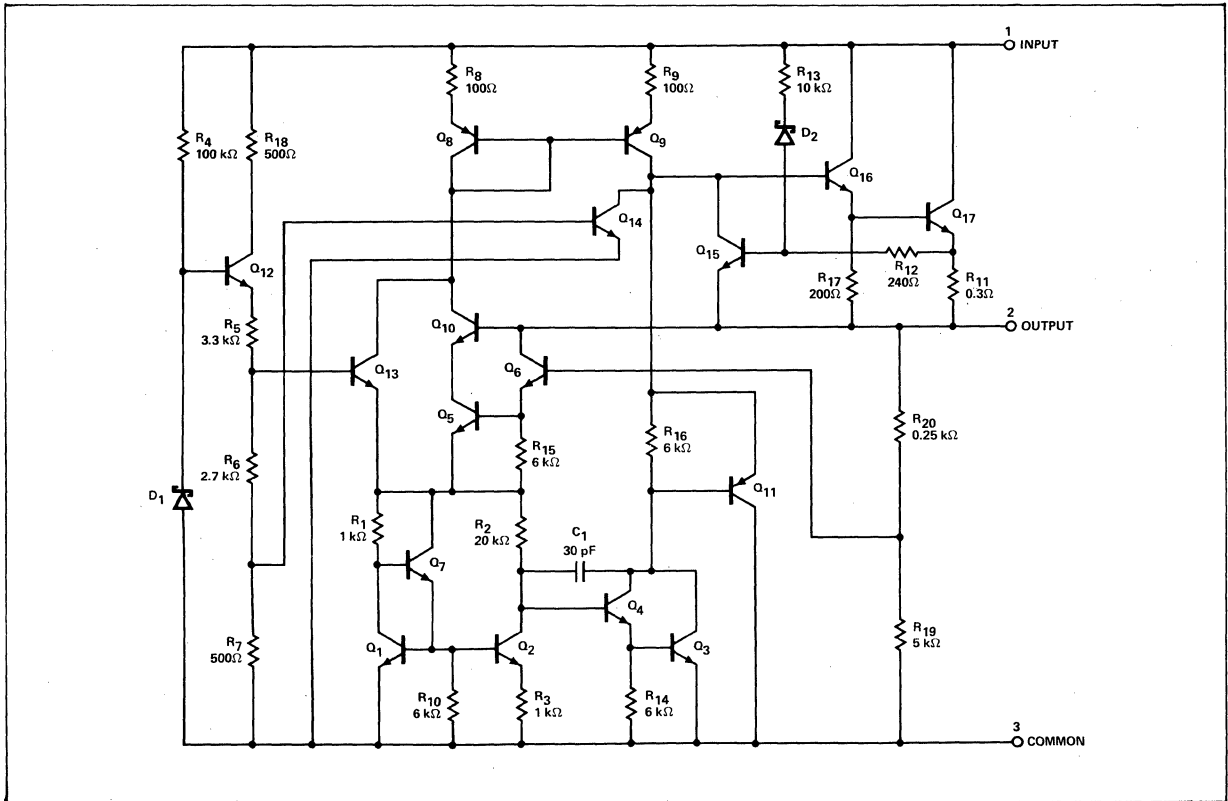 1
INPUT
R8
100Ω
R9
100Ω
R13
10 kΩ
R4
100 kΩ
R18
500Ω
Q8
Q9
D2
Q16
Q14
Q17
Q15
Q12
R12
240Ω
R17
200Ω
R11
0.3Ω
R5
3.3 kΩ
Q10
2
OUTPUT
Q13
Q6
Q5
R20
0.25 kΩ
R16
6 kΩ
R15
6 kΩ
R6
2.7 kΩ
D1
Q11
R1
1 kΩ
R2
20 kΩ
C1
30 pF
Q7
Q4
R7
500Ω
Q1
Q2
Q3
R19
5 kΩ
R10
6 kΩ
R3
1 kΩ
R14
6 kΩ
3
COMMON